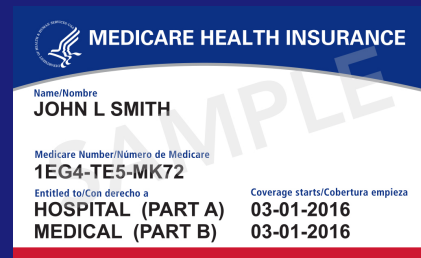 MEDICARE HEALTH INSURANCE
Name/Nombre
JOHN L SMITH
Medicare Number/Número de Medicare
1EG4-TE5-MK72
Entitled to/Con derecho a Coverage starts/Cobertura empieza
HOSPITAL (PART A) 03-01-2016
MEDICAL (PART B) 03-01-2016
SAMPLE